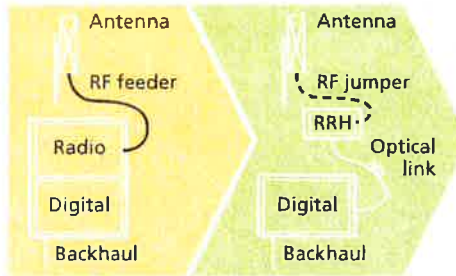 Antenna
RF feeder
Radio
Digital
Backhaul
Antenna
RF jumper
RRH
Optical
link
Digital
Backhaul